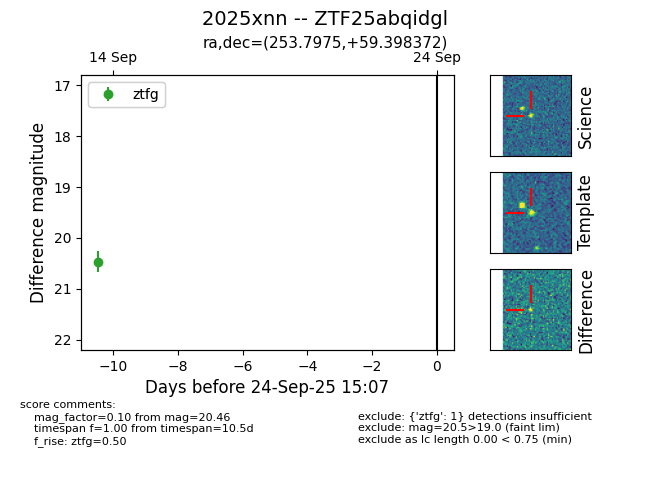 2025xnn -- ZTF25abqidgl
ra,dec=(253.7975,+59.398372)
14 Sep
24 Sep
ztfg
17
18
19
20
21
22
Difference magnitude
−10
−8
−6
−4
−2
0
Days before 24-Sep-25 15:07
Science
Template
Difference
score comments:
mag_factor=0.10 from mag=20.46
timespan f=1.00 from timespan=10.5d
f_rise: ztfg=0.50
exclude: {'ztfg': 1} detections insufficient
exclude: mag=20.5>19.0 (faint lim)
exclude as lc length 0.00 < 0.75 (min)